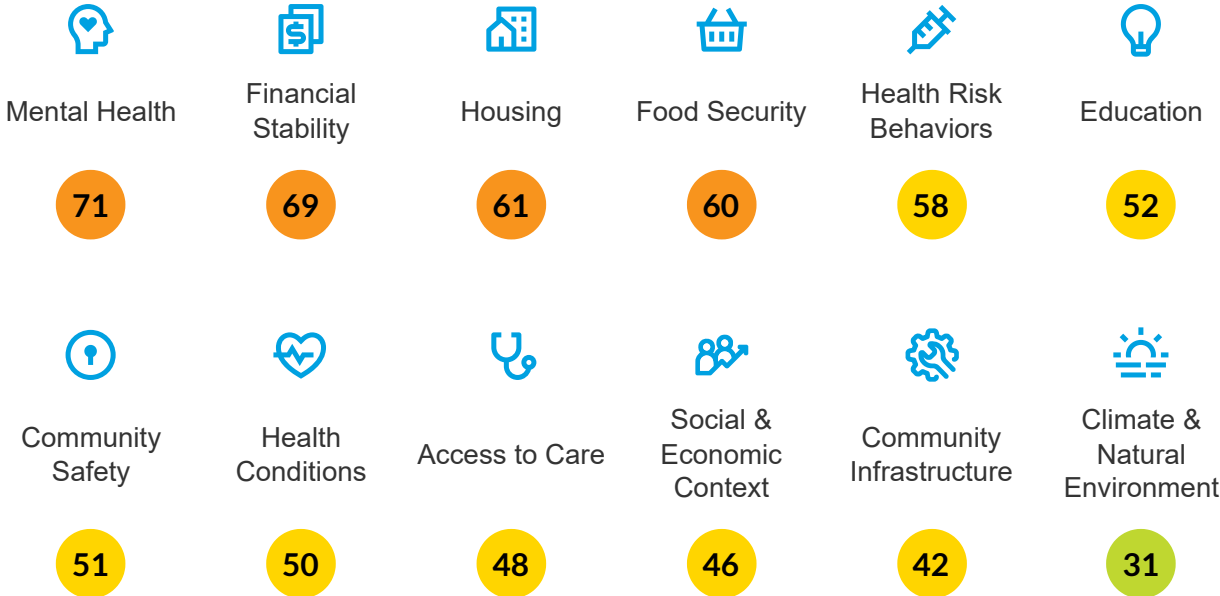 Mental Health
Financial
Stability
Housing
Food Security
Health Risk
Behaviors
Education
71
69
61
60
58
52
Community
Safety
Health
Conditions
Access to Care
Social &
Economic
Context
Community
Infrastructure
Climate &
Natural
Environment
51
50
48
46
42
31